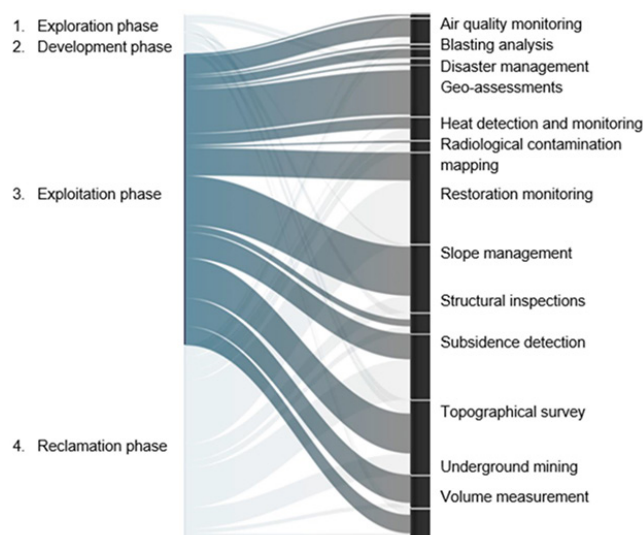 1. Exploration phase
2. Development phase
3. Exploitation phase
4. Reclamation phase
Air quality monitoring
Blasting analysis
Disaster management
Geo-assessments
Heat detection and monitoring
Radiological contamination
mapping
Restoration monitoring
Slope management
Structural inspections
Subsidence detection
Topographical survey
Underground mining
Volume measurement